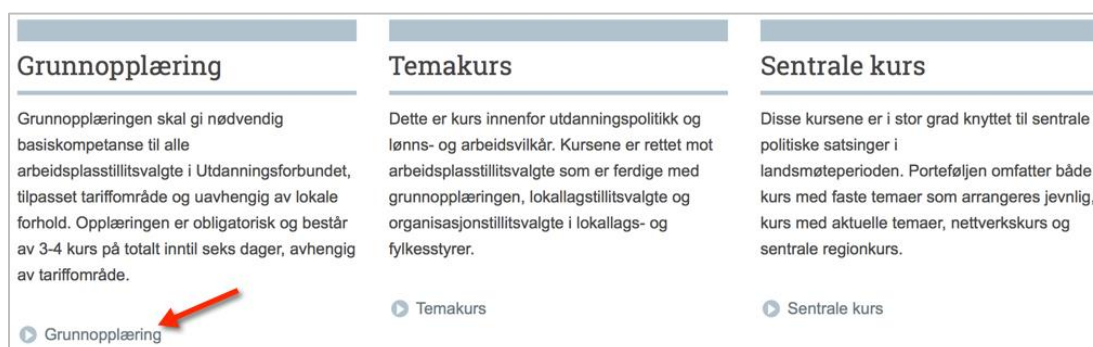 Grunnopplæring
Grunnopplæringen skal gi nødvendig
basiskompetanse til alle
arbeidsplasstillitsvalgte i Utdanningsforbundet,
tilpasset tariffområde og uavhengig av lokale
forhold. Opplæringen er obligatorisk og består
av 3-4 kurs på totalt inntil seks dager, avhengig
av tariffområde.
Grunnopplæring
Temakurs
Dette er kurs innenfor utdanningspolitikk og
lønns- og arbeidsvilkår. Kursene er rettet mot
arbeidsplasstillitsvalgte som er ferdige med
grunnopplæringen, lokallagstillitsvalgte og
organisasjonstillitsvalgte i lokallags- og
fylkesstyrer.
Temakurs
Sentrale kurs
Disse kursene er i stor grad knyttet til sentrale
politiske satsinger i
landsmøteperioden. Porteføljen omfatter både
kurs med faste temaer som arrangeres jevnlig,
kurs med aktuelle temaer, nettverkskurs og
sentrale regionkurs.
Sentrale kurs